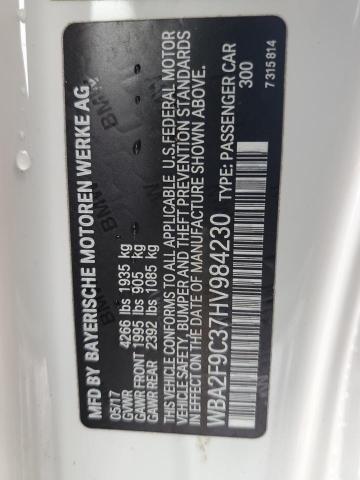 MFD BY BAYERISCHE MOTOREN WERKE AG
05/17
GVWR 4266 lbs 1935 kg
GAWR FRONT 1995 lbs 905 kg
GAWR REAR 2392 lbs 1085 kg
THIS VEHICLE CONFORMS TO ALL APPLICABLE U.S. FEDERAL MOTOR
VEHICLE SAFETY, BUMPER AND THEFT PREVENTION STANDARDS
IN EFFECT ON THE DATE OF MANUFACTURE SHOWN ABOVE.
WBA2F9C37HV984230 TYPE: PASSENGER CAR
300
7 315 814